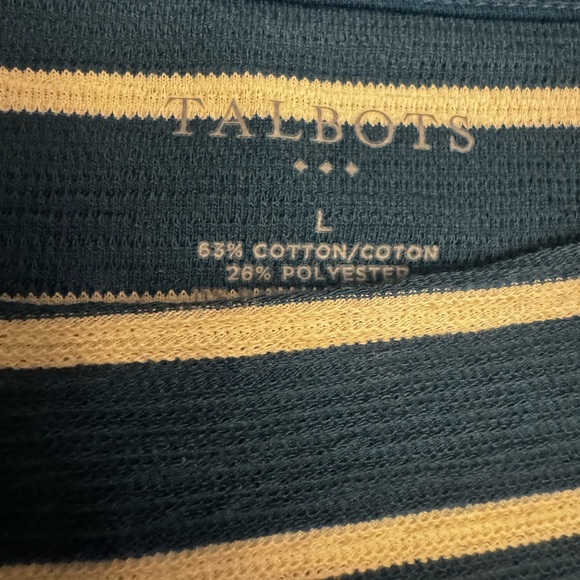 TALBOTS
L
63% COTTON/COTON
26% POLYESTER